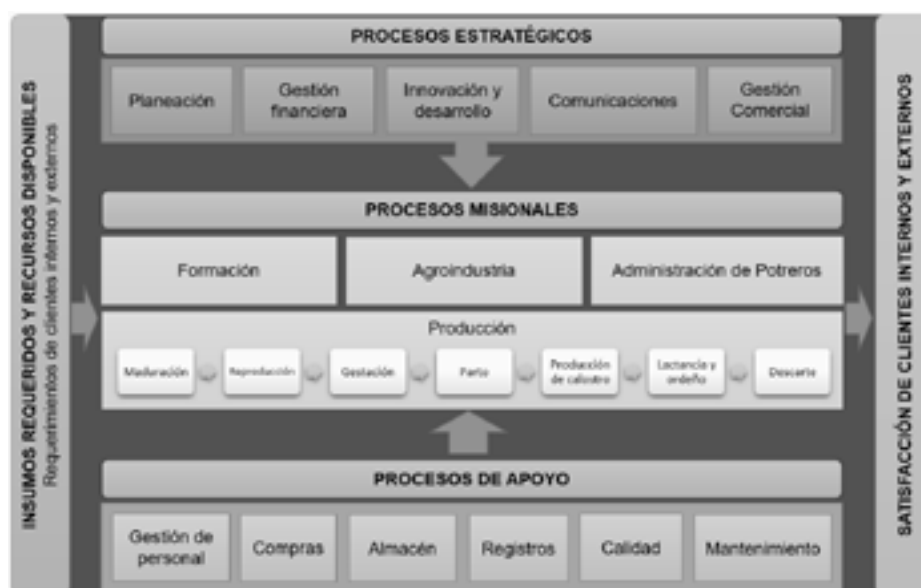 INSUMOS REQUERIDOS Y RECURSOS DISPONIBLES
Requerimientos de clientes internos y externos
PROCESOS ESTRATÉGICOS
Planeación
Gestión
financiera
Innovación y
desarrollo
Comunicaciones
Gestión
Comercial
PROCESOS MISIONALES
Formación
Agroindustria
Administración de Potreros
Producción
Maduración
Reproducción
Gestación
Parto
Producción
de calostro
Lactancia y
ordeño
Descarte
PROCESOS DE APOYO
Gestión de
personal
Compras
Almacén
Registros
Calidad
Mantenimiento
SATISFACCIÓN DE CLIENTES INTERNOS Y EXTERNOS